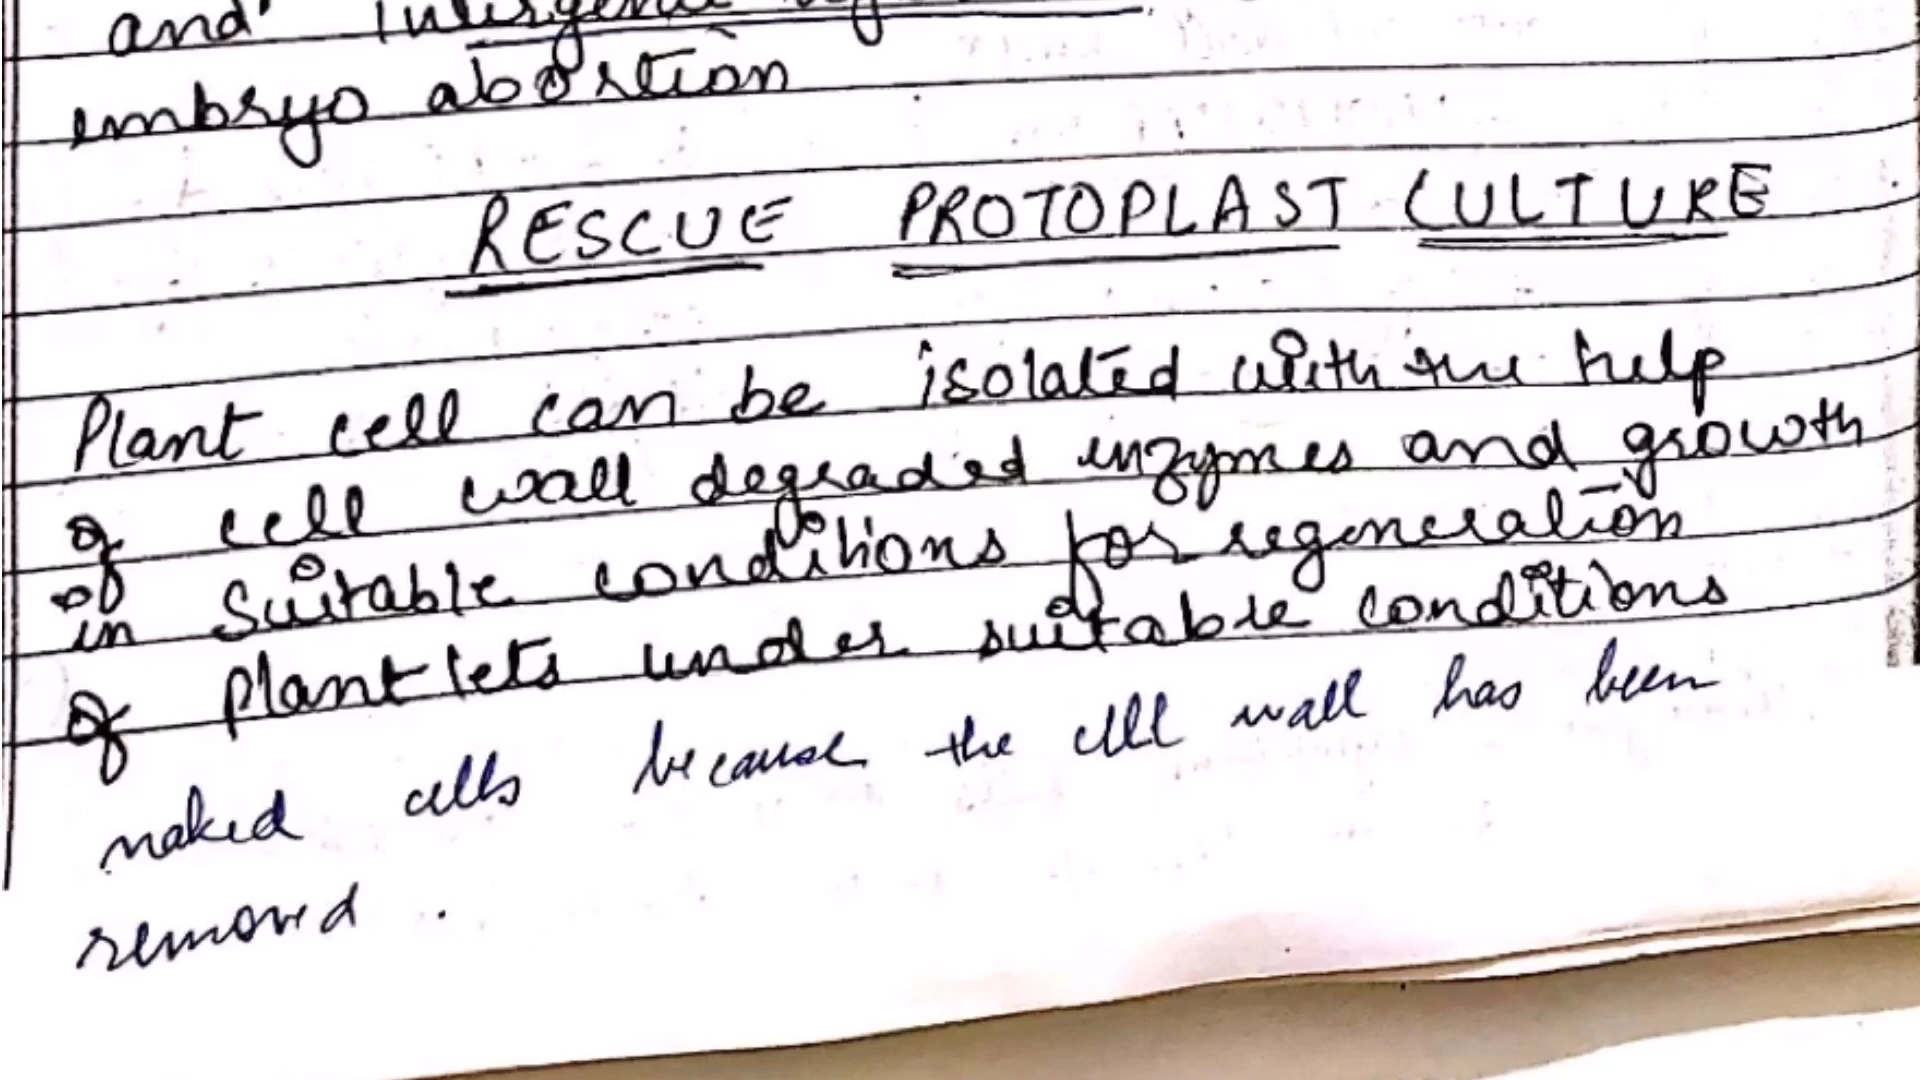 and
embryo abortion
RESCUE PROTOPLAST CULTURE
Plant cell can be isolated with the help
of cell wall degraded enzymes and growth
of
in suitable conditions for regeneration
of plantlets under suitable conditions
naked cells because the cell wall has been
removed.